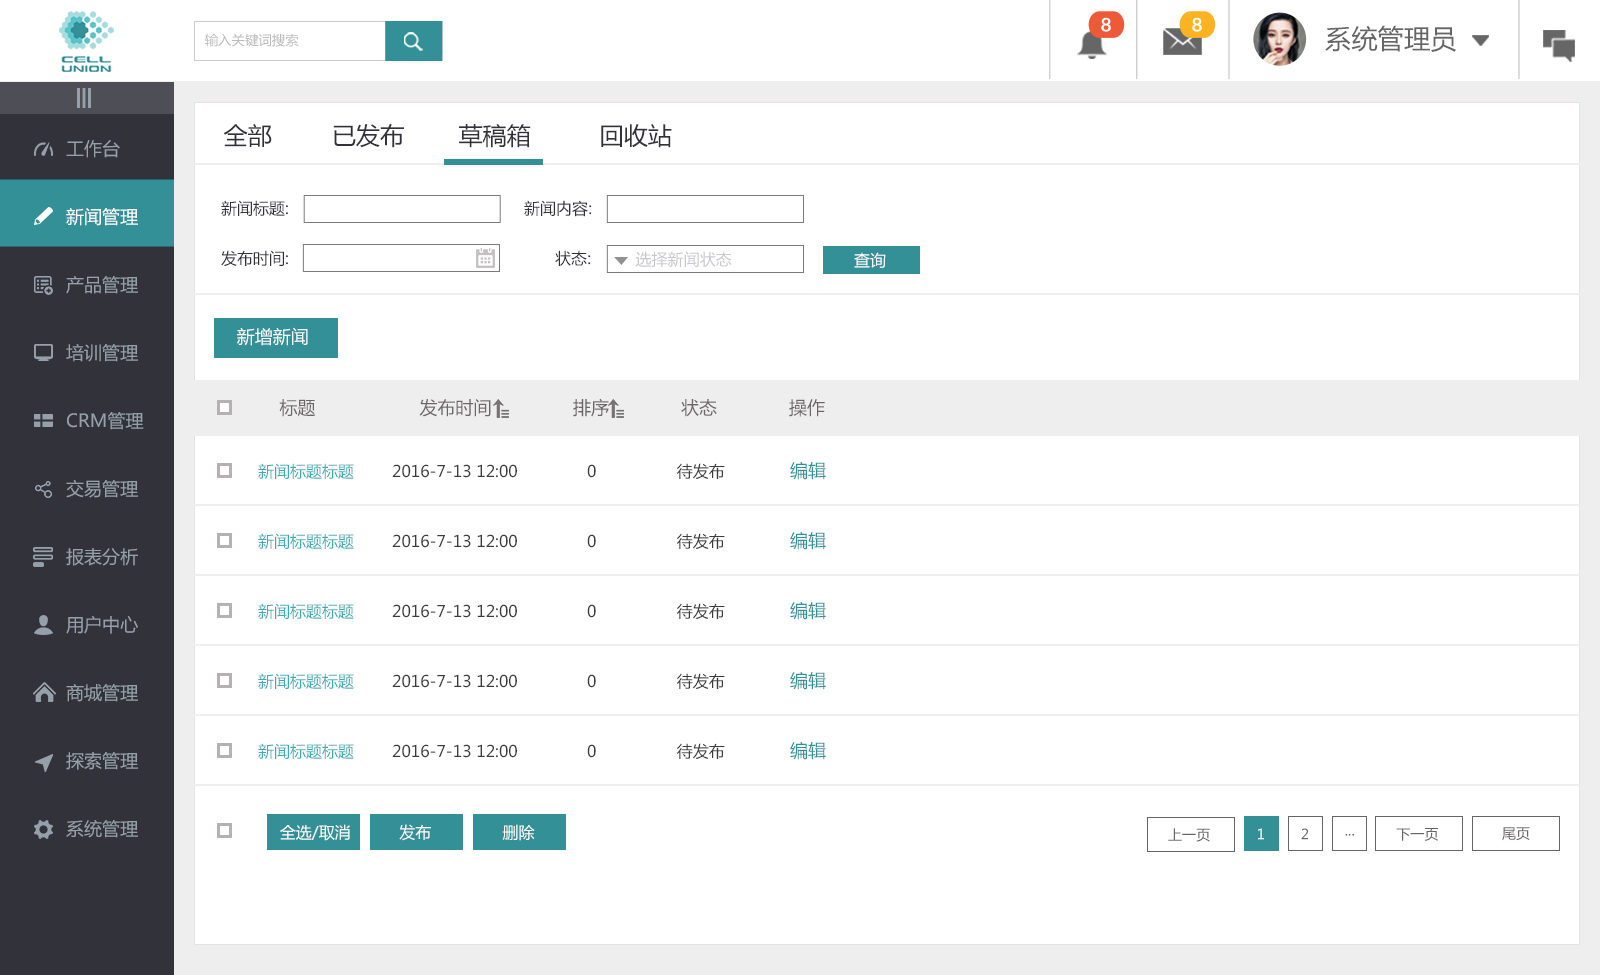 CELL
UNION
输入关键词搜索
8
8
系统管理员
工作台
新闻管理
产品管理
培训管理
CRM管理
交易管理
报表分析
用户中心
商城管理
探索管理
系统管理
全部 已发布 草稿箱 回收站
新闻标题: 新闻内容:
发布时间: 状态: 选择新闻状态 查询
新增新闻
标题 发布时间 排序 状态 操作
新闻标题标题 2016-7-13 12:00 0 待发布 编辑
新闻标题标题 2016-7-13 12:00 0 待发布 编辑
新闻标题标题 2016-7-13 12:00 0 待发布 编辑
新闻标题标题 2016-7-13 12:00 0 待发布 编辑
新闻标题标题 2016-7-13 12:00 0 待发布 编辑
全选/取消 发布 删除 上一页 1 2 ... 下一页 尾页